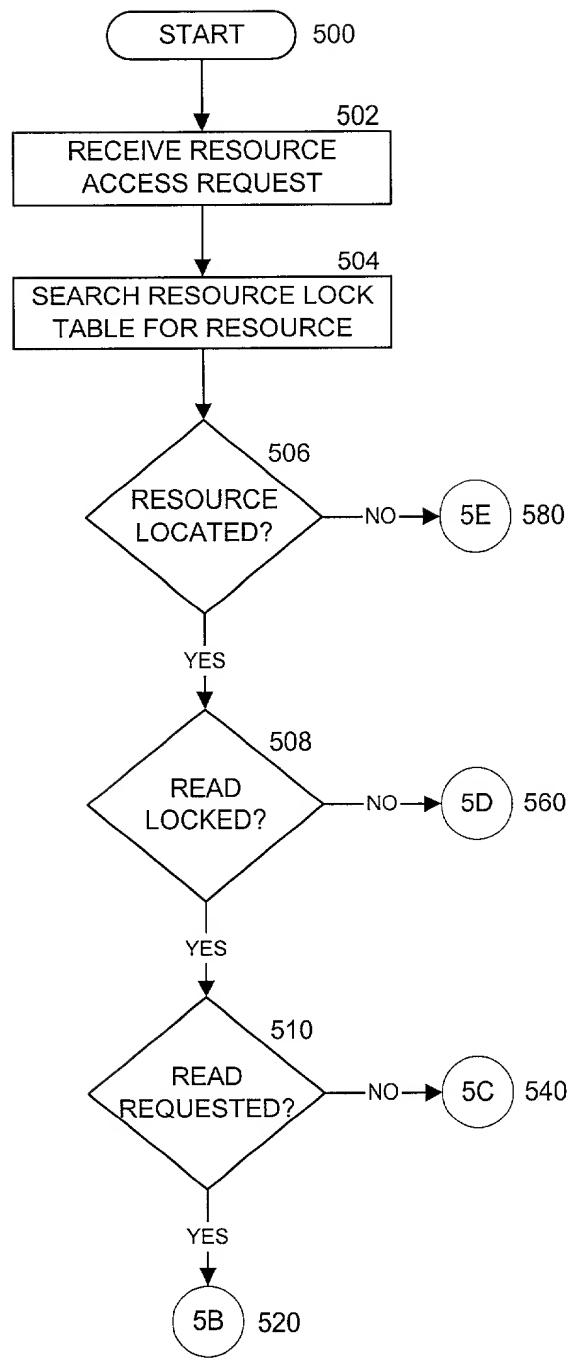 START 500
502
RECEIVE RESOURCE
ACCESS REQUEST
504
SEARCH RESOURCE LOCK
TABLE FOR RESOURCE
506
RESOURCE
LOCATED?
NO
5E
580
YES
508
READ
LOCKED?
NO
5D
560
YES
510
READ
REQUESTED?
NO
5C
540
YES
5B
520